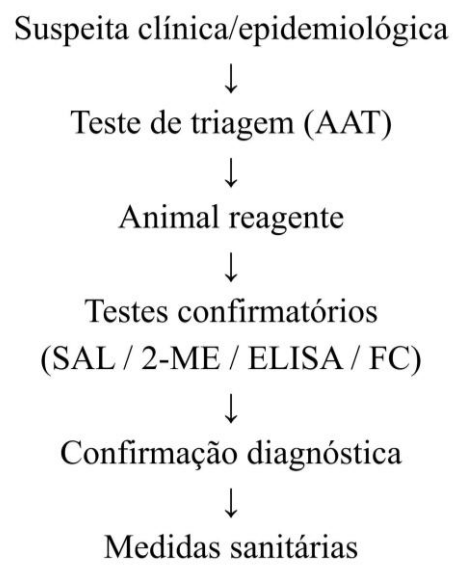 Suspeita clínica/epidemiológica
↓
Teste de triagem (AAT)
↓
Animal reagente
↓
Testes confirmatórios
(SAL / 2-ME / ELISA / FC)
↓
Confirmação diagnóstica
↓
Medidas sanitárias